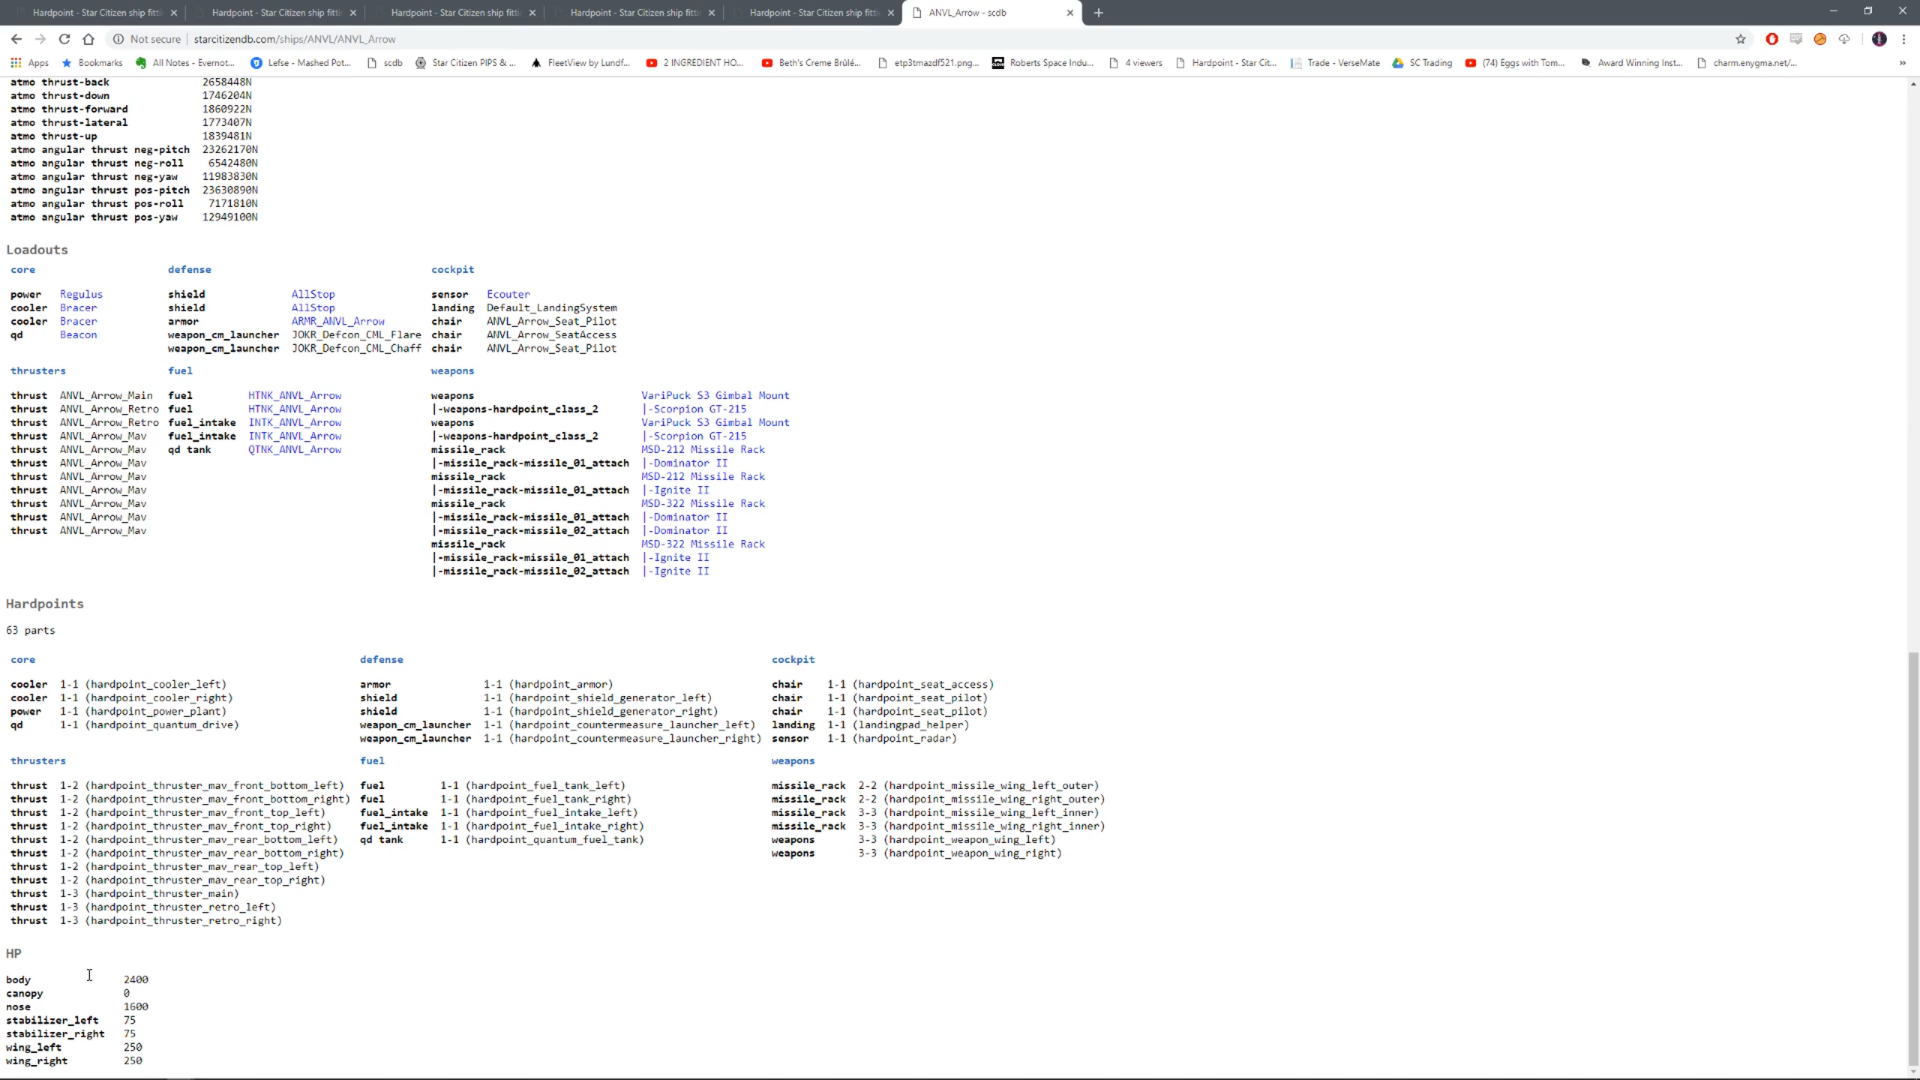 Hardpoint - Star Citizen ship fitti Hardpoint - Star Citizen ship fitti Hardpoint - Star Citizen ship fitti Hardpoint - Star Citizen ship fitti Hardpoint - Star Citizen ship fitti ANVL_Arrow - scdb
Not secure starcitizendb.com/ships/ANVL/ANVL_Arrow
Apps Bookmarks All Notes - Evernot... Lefse - Mashed Pot... scdb Star Citizen PIPS & ... FleetView by Lundf... 2 INGREDIENT HO... Beth's Creme Brûlé... etp3tmazdf521.png... Roberts Space Indu... 4 viewers Hardpoint - Star Cit... Trade - VerseMate SC Trading (74) Eggs with Tom... Award Winning Inst... charm.enygma.net/...
atmo thrust-back 2658448N
atmo thrust-down 1746204N
atmo thrust-forward 1860922N
atmo thrust-lateral 1773407N
atmo thrust-up 1839481N
atmo angular thrust neg-pitch 23262170N
atmo angular thrust neg-roll 6542480N
atmo angular thrust neg-yaw 11983830N
atmo angular thrust pos-pitch 23630890N
atmo angular thrust pos-roll 7171810N
atmo angular thrust pos-yaw 12949100N
Loadouts
core defense cockpit
power Regulus shield AllStop sensor Ecouter
cooler Bracer shield AllStop landing Default_LandingSystem
cooler Bracer armor ARMR_ANVL_Arrow chair ANVL_Arrow_Seat_Pilot
qd Beacon weapon_cm_launcher JOKR_Defcon_CML_Flare chair ANVL_Arrow_SeatAccess
weapon_cm_launcher JOKR_Defcon_CML_Chaff chair ANVL_Arrow_Seat_Pilot
thrusters fuel weapons
thrust ANVL_Arrow_Main fuel HTNK_ANVL_Arrow weapons VariPuck S3 Gimbal Mount
thrust ANVL_Arrow_Retro fuel HTNK_ANVL_Arrow |-weapons-hardpoint_class_2 |-Scorpion GT-215
thrust ANVL_Arrow_Retro fuel_intake INTK_ANVL_Arrow weapons VariPuck S3 Gimbal Mount
thrust ANVL_Arrow_Mav fuel_intake INTK_ANVL_Arrow |-weapons-hardpoint_class_2 |-Scorpion GT-215
thrust ANVL_Arrow_Mav qd tank QTNK_ANVL_Arrow missile_rack MSD-212 Missile Rack
thrust ANVL_Arrow_Mav |-missile_rack-missile_01_attach |-Dominator II
thrust ANVL_Arrow_Mav missile_rack MSD-212 Missile Rack
thrust ANVL_Arrow_Mav |-missile_rack-missile_01_attach |-Ignite II
thrust ANVL_Arrow_Mav missile_rack MSD-322 Missile Rack
thrust ANVL_Arrow_Mav |-missile_rack-missile_01_attach |-Dominator II
thrust ANVL_Arrow_Mav |-missile_rack-missile_02_attach |-Dominator II
missile_rack MSD-322 Missile Rack
|-missile_rack-missile_01_attach |-Ignite II
|-missile_rack-missile_02_attach |-Ignite II
Hardpoints
63 parts
core defense cockpit
cooler 1-1 (hardpoint_cooler_left) armor 1-1 (hardpoint_armor) chair 1-1 (hardpoint_seat_access)
cooler 1-1 (hardpoint_cooler_right) shield 1-1 (hardpoint_shield_generator_left) chair 1-1 (hardpoint_seat_pilot)
power 1-1 (hardpoint_power_plant) shield 1-1 (hardpoint_shield_generator_right) chair 1-1 (hardpoint_seat_pilot)
qd 1-1 (hardpoint_quantum_drive) weapon_cm_launcher 1-1 (hardpoint_countermeasure_launcher_left) landing 1-1 (landingpad_helper)
weapon_cm_launcher 1-1 (hardpoint_countermeasure_launcher_right) sensor 1-1 (hardpoint_radar)
thrusters fuel weapons
thrust 1-2 (hardpoint_thruster_mav_front_bottom_left) fuel 1-1 (hardpoint_fuel_tank_left) missile_rack 2-2 (hardpoint_missile_wing_left_outer)
thrust 1-2 (hardpoint_thruster_mav_front_bottom_right) fuel 1-1 (hardpoint_fuel_tank_right) missile_rack 2-2 (hardpoint_missile_wing_right_outer)
thrust 1-2 (hardpoint_thruster_mav_front_top_left) fuel_intake 1-1 (hardpoint_fuel_intake_left) missile_rack 3-3 (hardpoint_missile_wing_left_inner)
thrust 1-2 (hardpoint_thruster_mav_front_top_right) fuel_intake 1-1 (hardpoint_fuel_intake_right) missile_rack 3-3 (hardpoint_missile_wing_right_inner)
thrust 1-2 (hardpoint_thruster_mav_rear_bottom_left) qd tank 1-1 (hardpoint_quantum_fuel_tank) weapons 3-3 (hardpoint_weapon_wing_left)
thrust 1-2 (hardpoint_thruster_mav_rear_bottom_right) weapons 3-3 (hardpoint_weapon_wing_right)
thrust 1-2 (hardpoint_thruster_mav_rear_top_left)
thrust 1-2 (hardpoint_thruster_mav_rear_top_right)
thrust 1-3 (hardpoint_thruster_main)
thrust 1-3 (hardpoint_thruster_retro_left)
thrust 1-3 (hardpoint_thruster_retro_right)
HP
body 2400
canopy 0
nose 1600
stabilizer_left 75
stabilizer_right 75
wing_left 250
wing_right 250